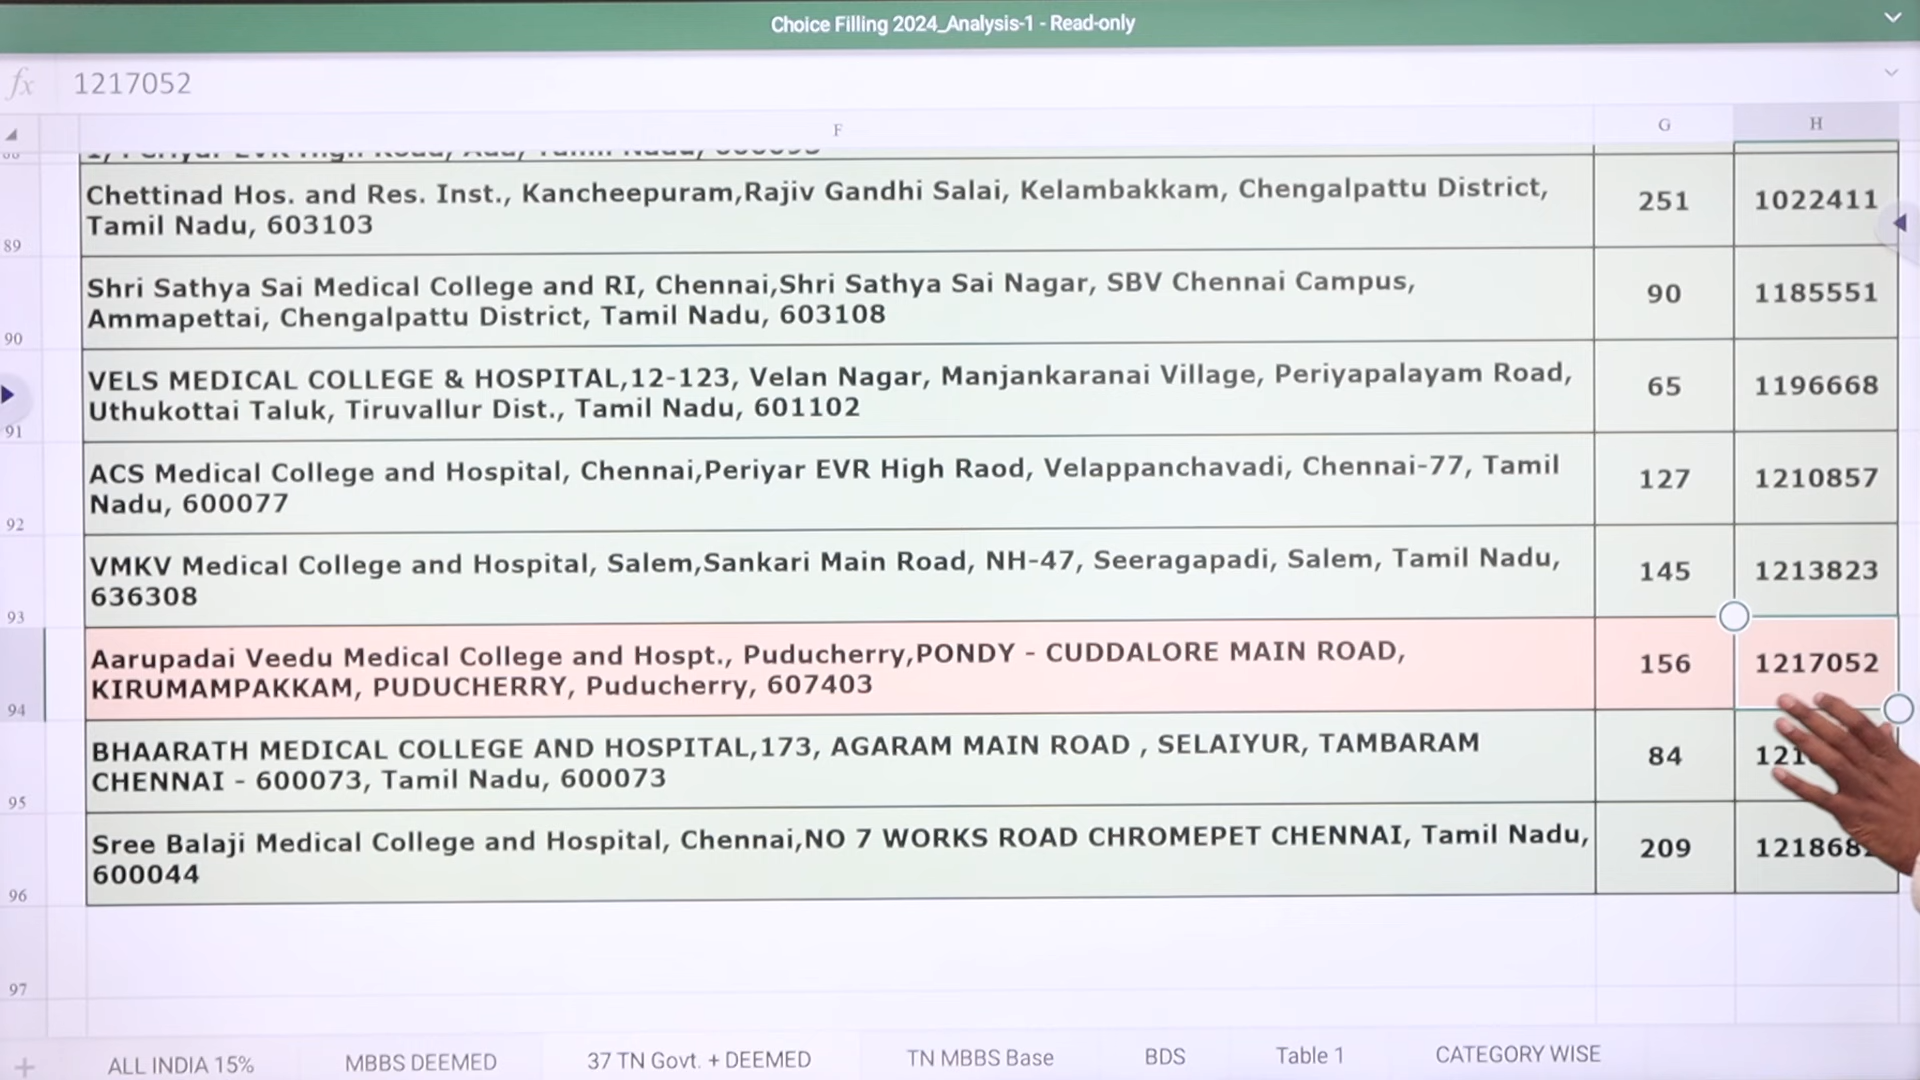 Choice Filling 2024_Analysis-1 - Read-only
fx 1217052
F G H
Chettinad Hos. and Res. Inst., Kancheepuram,Rajiv Gandhi Salai, Kelambakkam, Chengalpattu District,
Tamil Nadu, 603103
89 251 1022411
Shri Sathya Sai Medical College and RI, Chennai,Shri Sathya Sai Nagar, SBV Chennai Campus,
Ammapettai, Chengalpattu District, Tamil Nadu, 603108
90 90 1185551
VELS MEDICAL COLLEGE & HOSPITAL,12-123, Velan Nagar, Manjankaranai Village, Periyapalayam Road,
Uthukottai Taluk, Tiruvallur Dist., Tamil Nadu, 601102
91 65 1196668
ACS Medical College and Hospital, Chennai,Periyar EVR High Raod, Velappanchavadi, Chennai-77, Tamil
Nadu, 600077
92 127 1210857
VMKV Medical College and Hospital, Salem,Sankari Main Road, NH-47, Seeragapadi, Salem, Tamil Nadu,
636308
93 145 1213823
Aarupadai Veedu Medical College and Hospt., Puducherry,PONDY - CUDDALORE MAIN ROAD,
KIRUMAMPAKKAM, PUDUCHERRY, Puducherry, 607403
94 156 1217052
BHAARATH MEDICAL COLLEGE AND HOSPITAL,173, AGARAM MAIN ROAD , SELAIYUR, TAMBARAM
CHENNAI - 600073, Tamil Nadu, 600073
95 84
Sree Balaji Medical College and Hospital, Chennai,NO 7 WORKS ROAD CHROMEPET CHENNAI, Tamil Nadu,
600044
96 209
97
+ ALL INDIA 15% MBBS DEEMED 37 TN Govt. + DEEMED TN MBBS Base BDS Table 1 CATEGORY WISE